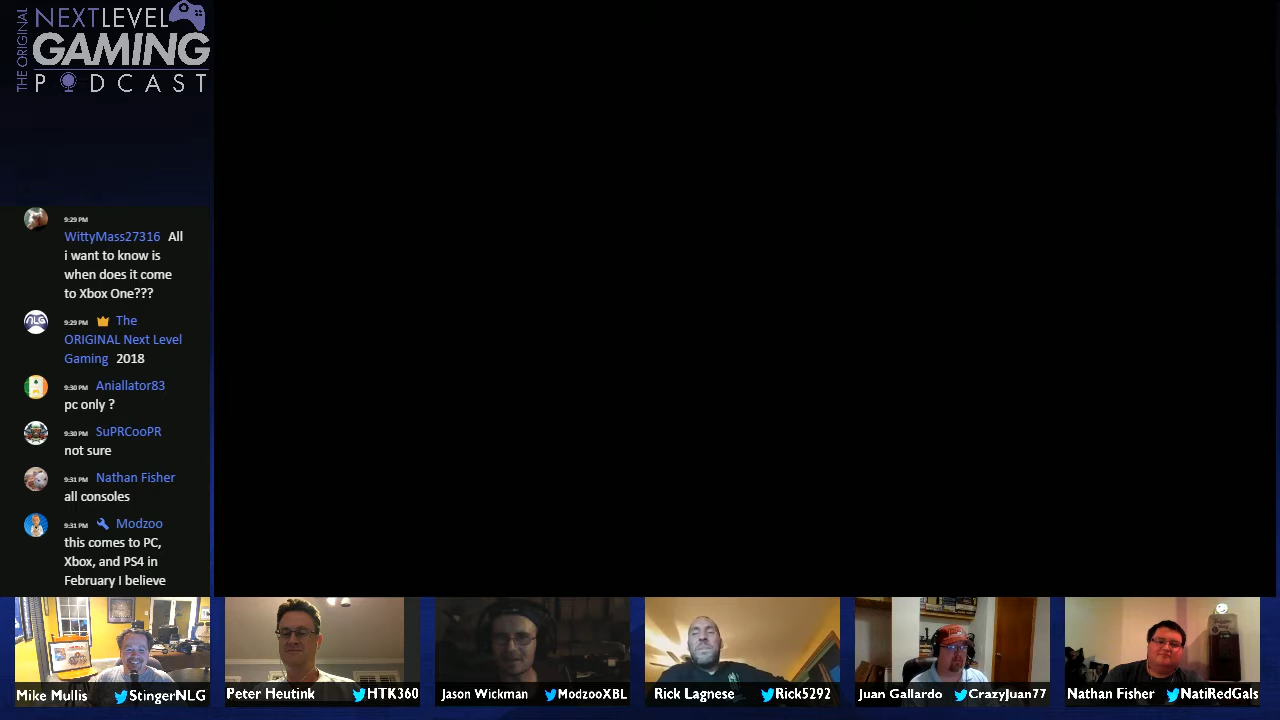 THE ORIGINAL
NEXTLEVEL
GAMING
PODCAST
9:29 PM
WittyMass27316 All
i want to know is
when does it come
to Xbox One???
9:29 PM The
ORIGINAL Next Level
Gaming 2018
9:30 PM Aniallator83
pc only ?
9:30 PM SuPRCooPR
not sure
9:31 PM Nathan Fisher
all consoles
9:31 PM Modzoo
this comes to PC,
Xbox, and PS4 in
February I believe
Mike Mullis StingerNLG
Peter Heutink HTK360
Jason Wickman ModzooXBL
Rick Lagnese Rick5292
Juan Gallardo CrazyJuan77
Nathan Fisher NatiRedGals